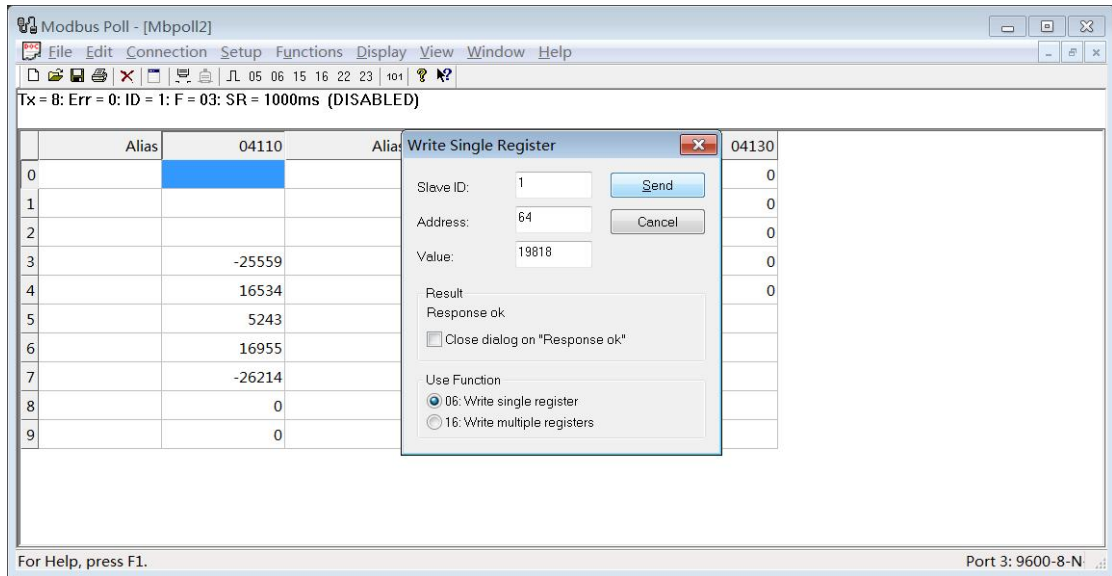 Modbus Poll - [Mbpoll2]
File Edit Connection Setup Functions Display View Window Help
05 06 15 16 22 23 101
Tx = 8: Err = 0: ID = 1: F = 03: SR = 1000ms (DISABLED)
Alias 04110 Alias 04130
0 0
1 0
2 0
3 -25559 0
4 16534 0
5 5243
6 16955
7 -26214
8 0
9 0
Write Single Register
Slave ID: 1 Send
Address: 64 Cancel
Value: 19818
Result
Response ok
Close dialog on "Response ok"
Use Function
06: Write single register
16: Write multiple registers
For Help, press F1. Port 3: 9600-8-N